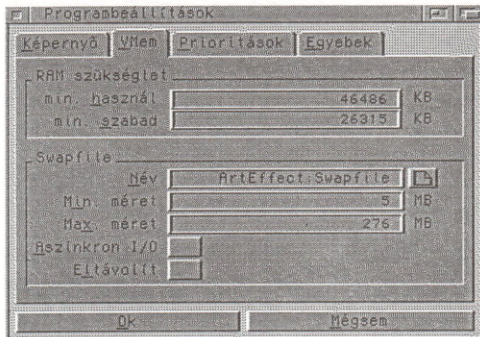 Programbeállítások
Képernyő VMem Prioritások Egyebek
RAM szükséglet
min. használ 46486 KB
min. szabad 26315 KB
Swapfile
Név ArtEffect:Swapfile
Min. méret 5 MB
Max. méret 276 MB
Aszinkron I/O
Eltávolít
Ok Mégsem